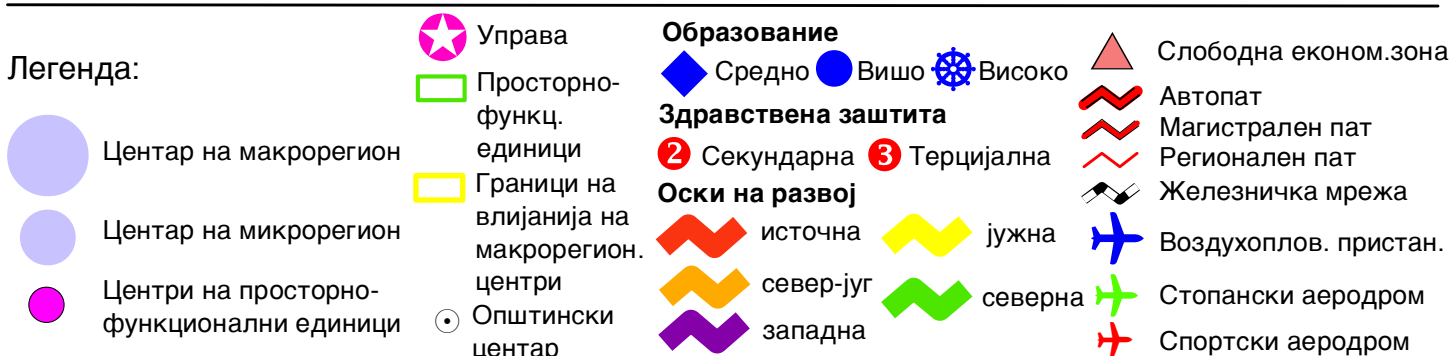 Легенда:
Центар на макрорегион
Центар на микрорегион
Центри на просторно-
функционални единици
Управа
Просторно-
функц.
единици
Граници на
влијанија на
макрорегион.
центри
Општински
центар
Образование
Средно Вишо Високо
Здравствена заштита
2 Секундарна 3 Терцијална
Оски на развој
источна јужна
север-југ северна
западна
Слободна економ.зона
Автопат
Магистрален пат
Регионален пат
Железничка мрежа
Воздухоплов. пристан.
Стопански аеродром
Спортски аеродром